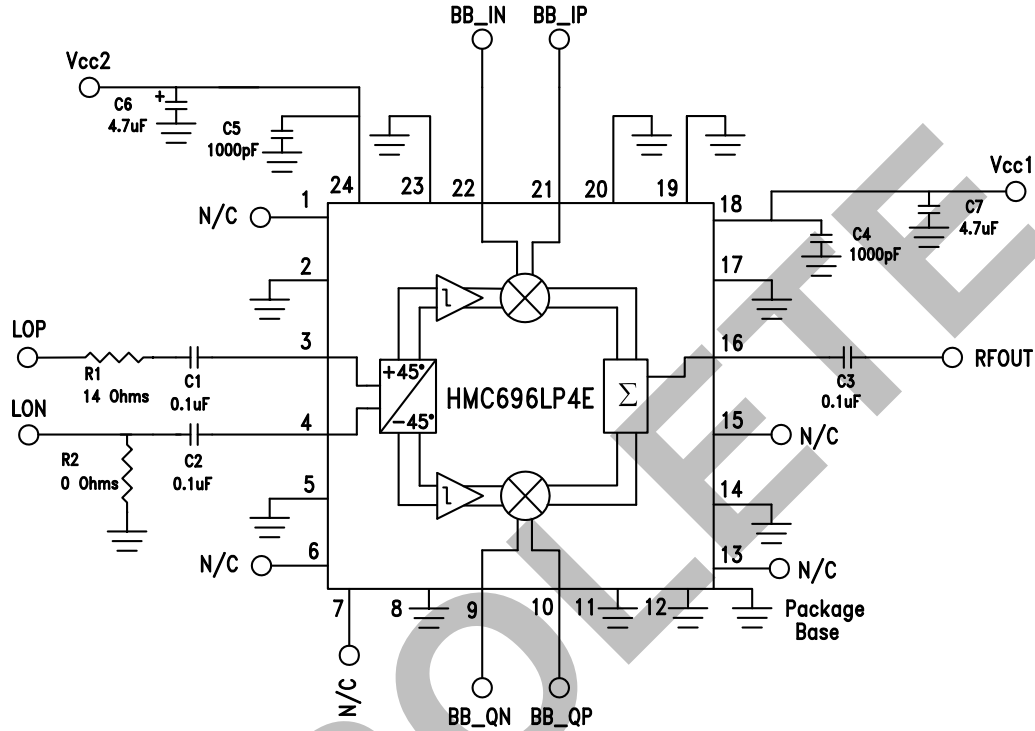 BB_IN BB_IP
Vcc2
C6
+
4.7uF
C5
1000pF
24 23 22 21 20 19
Vcc1
C7
4.7uF
C4
1000pF
N/C 1
18
2
17
LOP
R1
14 Ohms
C1
0.1uF
3
16
C3
0.1uF
RFOUT
+45°
-45°
HMC696LP4E
Σ
1
1
LON
R2
0 Ohms
C2
0.1uF
4
15
N/C
5
14
N/C 6
13
N/C
7 8 9 10 11 12
Package
Base
N/C
BB_QN BB_QP
OBSOLETE